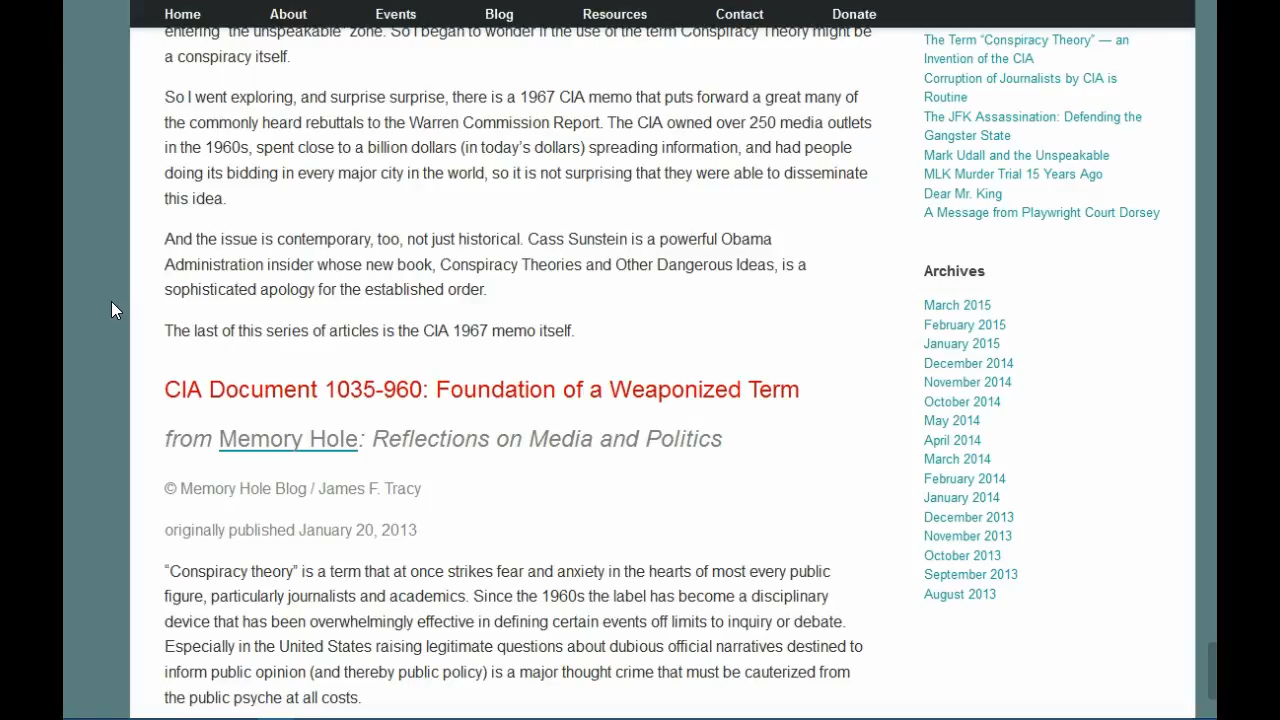 Home About Events Blog Resources Contact Donate
entering “the unspeakable” zone. So I began to wonder if the use of the term Conspiracy Theory might be
a conspiracy itself.
So I went exploring, and surprise surprise, there is a 1967 CIA memo that puts forward a great many of
the commonly heard rebuttals to the Warren Commission Report. The CIA owned over 250 media outlets
in the 1960s, spent close to a billion dollars (in today’s dollars) spreading information, and had people
doing its bidding in every major city in the world, so it is not surprising that they were able to disseminate
this idea.
And the issue is contemporary, too, not just historical. Cass Sunstein is a powerful Obama
Administration insider whose new book, Conspiracy Theories and Other Dangerous Ideas, is a
sophisticated apology for the established order.
The last of this series of articles is the CIA 1967 memo itself.
CIA Document 1035-960: Foundation of a Weaponized Term
from Memory Hole: Reflections on Media and Politics
© Memory Hole Blog / James F. Tracy
originally published January 20, 2013
“Conspiracy theory” is a term that at once strikes fear and anxiety in the hearts of most every public
figure, particularly journalists and academics. Since the 1960s the label has become a disciplinary
device that has been overwhelmingly effective in defining certain events off limits to inquiry or debate.
Especially in the United States raising legitimate questions about dubious official narratives destined to
inform public opinion (and thereby public policy) is a major thought crime that must be cauterized from
the public psyche at all costs.
The Term “Conspiracy Theory” — an
Invention of the CIA
Corruption of Journalists by CIA is
Routine
The JFK Assassination: Defending the
Gangster State
Mark Udall and the Unspeakable
MLK Murder Trial 15 Years Ago
Dear Mr. King
A Message from Playwright Court Dorsey
Archives
March 2015
February 2015
January 2015
December 2014
November 2014
October 2014
May 2014
April 2014
March 2014
February 2014
January 2014
December 2013
November 2013
October 2013
September 2013
August 2013